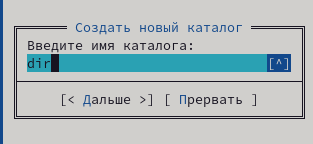 Создать новый каталог
Введите имя каталога:
dir [^]
[< Дальше >] [ Прервать ]